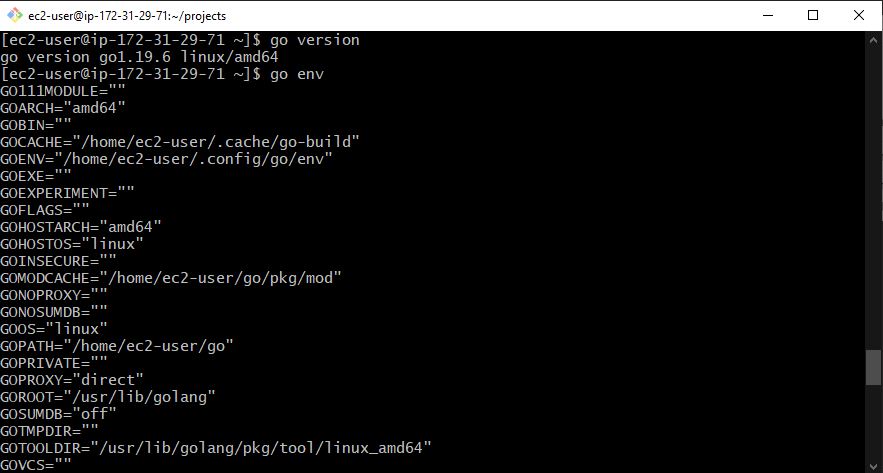 ec2-user@ip-172-31-29-71:~/projects
[ec2-user@ip-172-31-29-71 ~]$ go version
go version go1.19.6 linux/amd64
[ec2-user@ip-172-31-29-71 ~]$ go env
GO111MODULE=""
GOARCH="amd64"
GOBIN=""
GOCACHE="/home/ec2-user/.cache/go-build"
GOENV="/home/ec2-user/.config/go/env"
GOEXE=""
GOEXPERIMENT=""
GOFLAGS=""
GOHOSTARCH="amd64"
GOHOSTOS="linux"
GOINSECURE=""
GOMODCACHE="/home/ec2-user/go/pkg/mod"
GONOPROXY=""
GONOSUMDB=""
GOOS="linux"
GOPATH="/home/ec2-user/go"
GOPRIVATE=""
GOPROXY="direct"
GOROOT="/usr/lib/golang"
GOSUMDB="off"
GOTMPDIR=""
GOTOOLDIR="/usr/lib/golang/pkg/tool/linux_amd64"
GOVCS=""